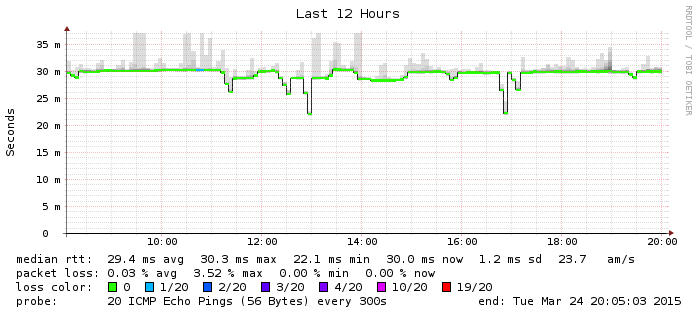 Last 12 Hours
RRDTOOL / TOBI OETIKER
Seconds
35 m
30 m
25 m
20 m
15 m
10 m
5 m
0
10:00 12:00 14:00 16:00 18:00 20:00
median rtt: 29.4 ms avg 30.3 ms max 22.1 ms min 30.0 ms now 1.2 ms sd 23.7 am/s
packet loss: 0.03 % avg 3.52 % max 0.00 % min 0.00 % now
loss color: 0 1/20 2/20 3/20 4/20 10/20 19/20
probe: 20 ICMP Echo Pings (56 Bytes) every 300s end: Tue Mar 24 20:05:03 2015